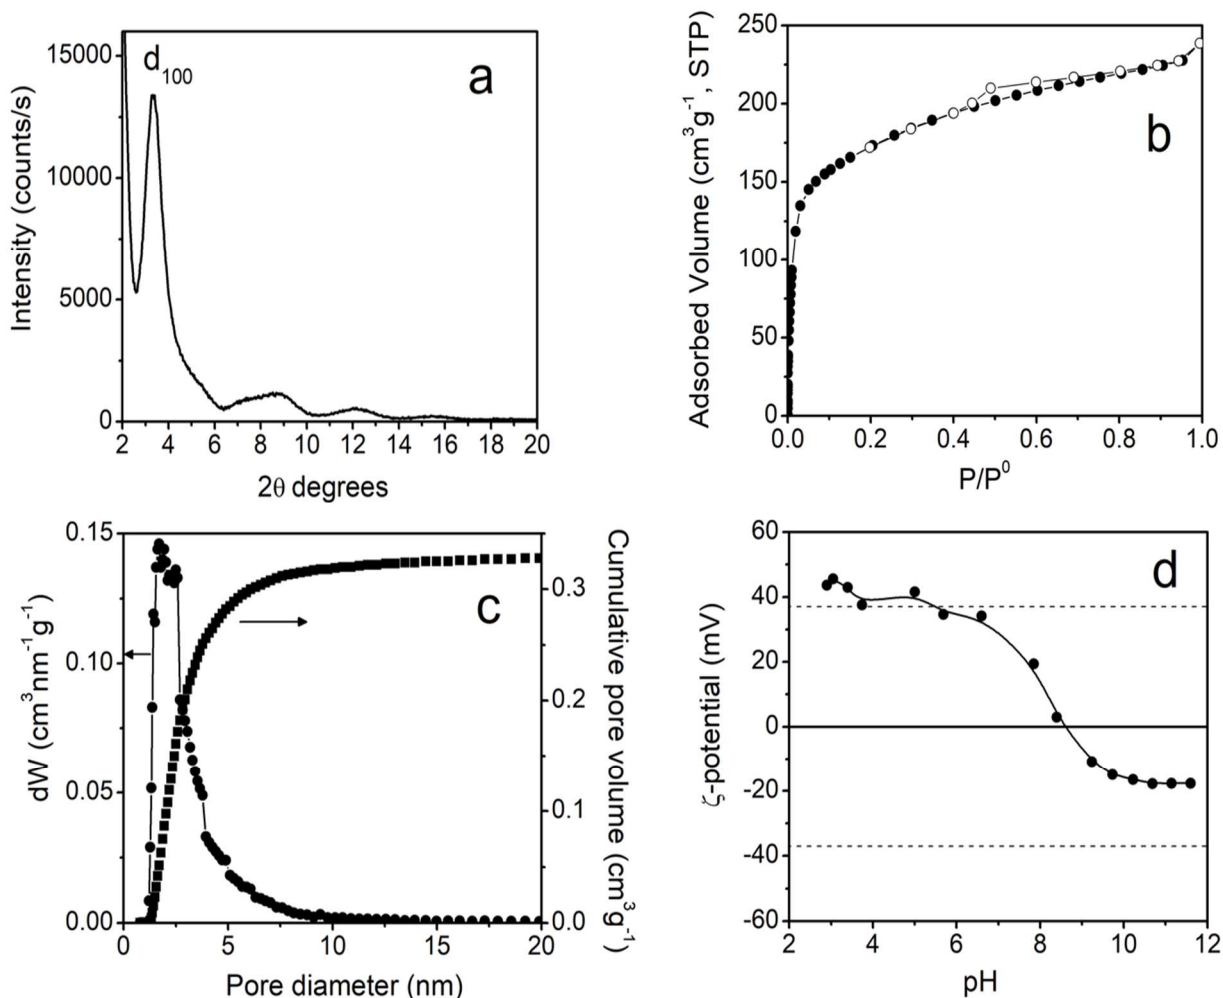 a
d100
Intensity (counts/s)
15000
10000
5000
0
2 4 6 8 10 12 14 16 18 20
2θ degrees
b
Adsorbed Volume (cm³g⁻¹, STP)
250
200
150
100
50
0
0.0 0.2 0.4 0.6 0.8 1.0
P/P⁰
c
dW (cm³nm⁻¹g⁻¹)
0.15
0.10
0.05
0.00
Cumulative pore volume (cm³g⁻¹)
0.3
0.2
0.1
0.0
0 5 10 15 20
Pore diameter (nm)
d
ζ-potential (mV)
60
40
20
0
-20
-40
-60
2 4 6 8 10 12
pH